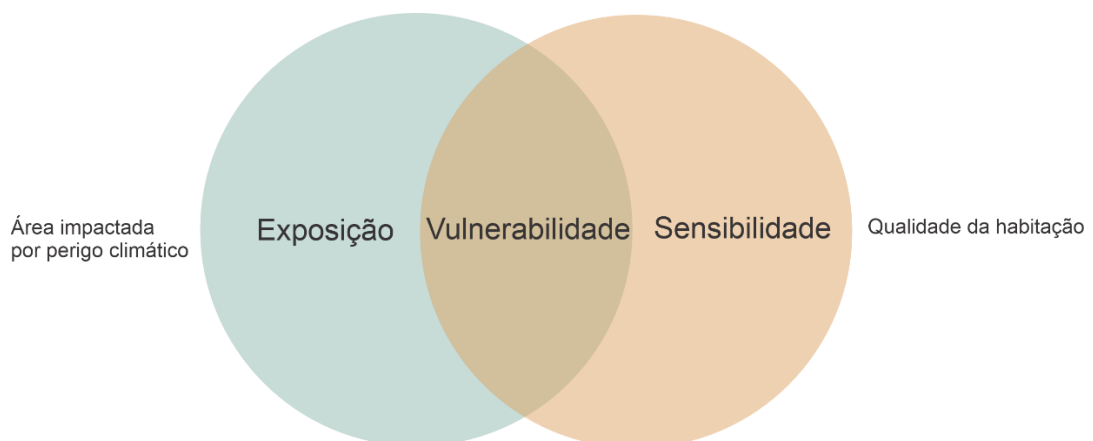 Área impactada
por perigo climático
Exposição
Vulnerabilidade
Sensibilidade
Qualidade da habitação